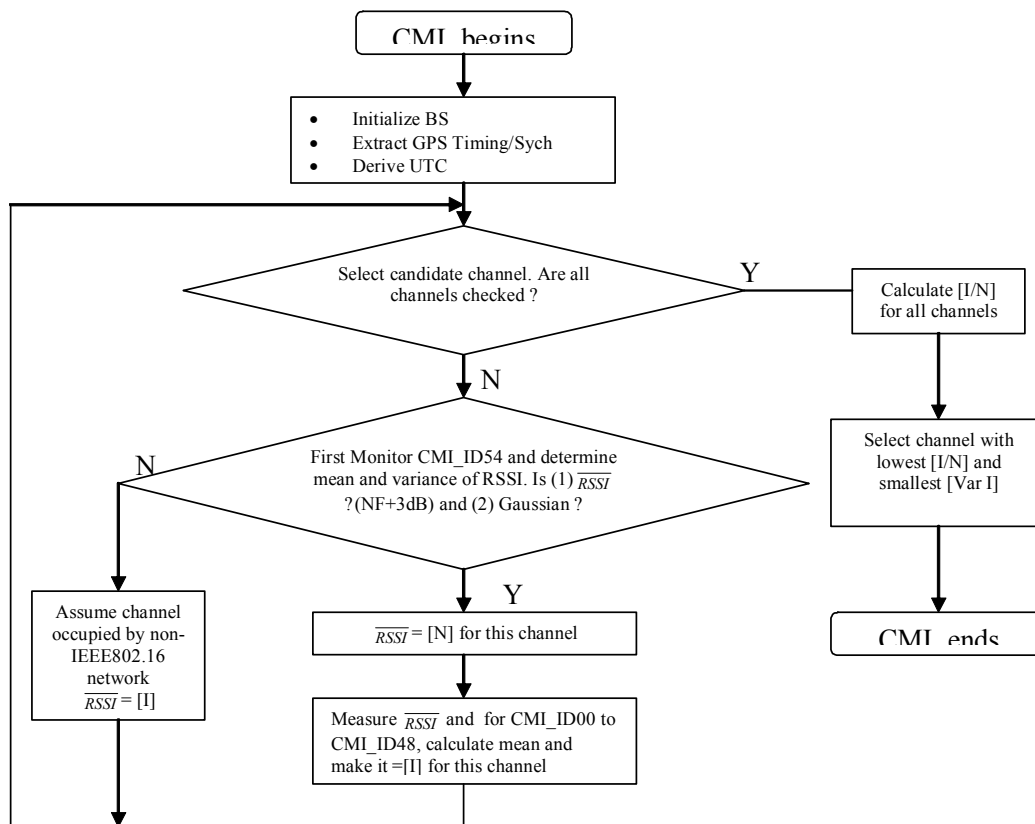 CMI begins
• Initialize BS
• Extract GPS Timing/Sych
• Derive UTC
Select candidate channel. Are all
channels checked ?
Y
Calculate [I/N]
for all channels
N
Select channel with
lowest [I/N] and
smallest [Var I]
CMI ends
First Monitor CMI_ID54 and determine
mean and variance of RSSI. Is (1) RSSI
?(NF+3dB) and (2) Gaussian ?
N
Assume channel
occupied by non-
IEEE802.16
network
RSSI = [I]
Y
RSSI = [N] for this channel
Measure RSSI and for CMI_ID00 to
CMI_ID48, calculate mean and
make it =[I] for this channel